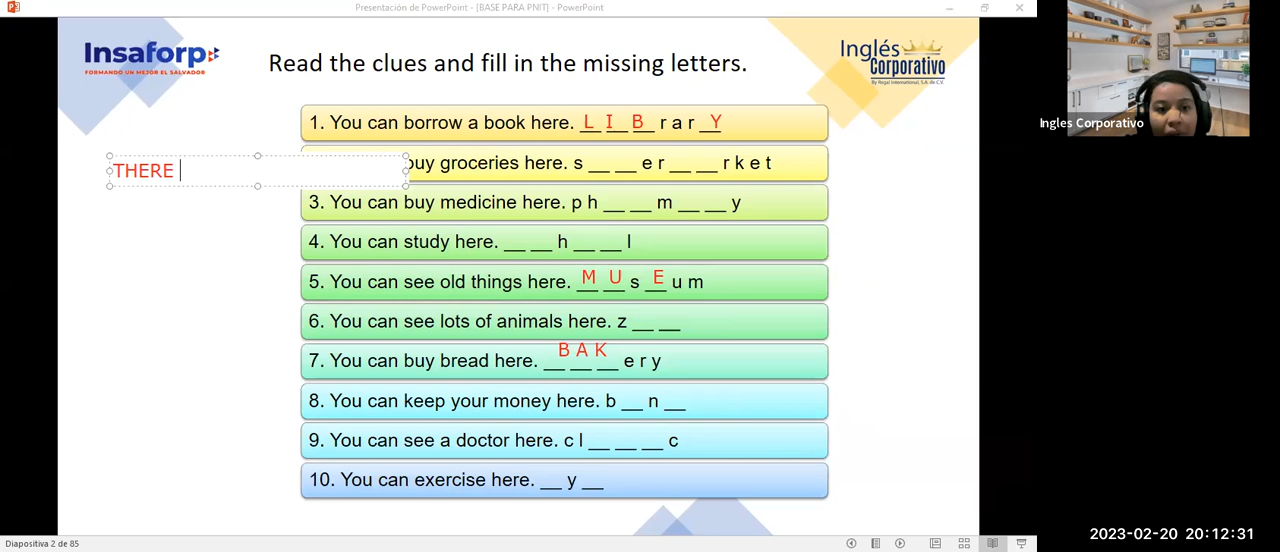 Presentación de PowerPoint - [BASE PARA PNIT] - PowerPoint
Insaforp
FORMANDO UN MEJOR EL SALVADOR
Read the clues and fill in the missing letters.
Inglés
Corporativo
By Regal International, S.A. de C.V.
Ingles Corporativo
1. You can borrow a book here. L I B r a r Y
THERE
buy groceries here. s __ __ e r __ __ r k e t
3. You can buy medicine here. p h __ __ m __ __ y
4. You can study here. __ __ h __ __ l
5. You can see old things here. M U s E u m
6. You can see lots of animals here. z __ __
7. You can buy bread here. B A K e r y
8. You can keep your money here. b __ n __
9. You can see a doctor here. c l __ __ __ c
10. You can exercise here. __ y __
Diapositiva 2 de 85
2023-02-20 20:12:31